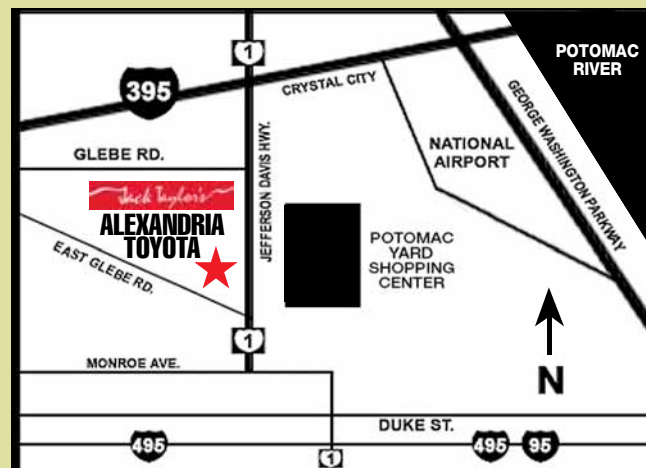 1
POTOMAC
RIVER
395
CRYSTAL CITY
GEORGE WASHINGTON PARKWAY
GLEBE RD.
JEFFERSON DAVIS HWY.
NATIONAL
AIRPORT
Jack Taylor's
ALEXANDRIA
TOYOTA
EAST GLEBE RD.
POTOMAC
YARD
SHOPPING
CENTER
1
MONROE AVE.
N
DUKE ST.
495
1
495
95